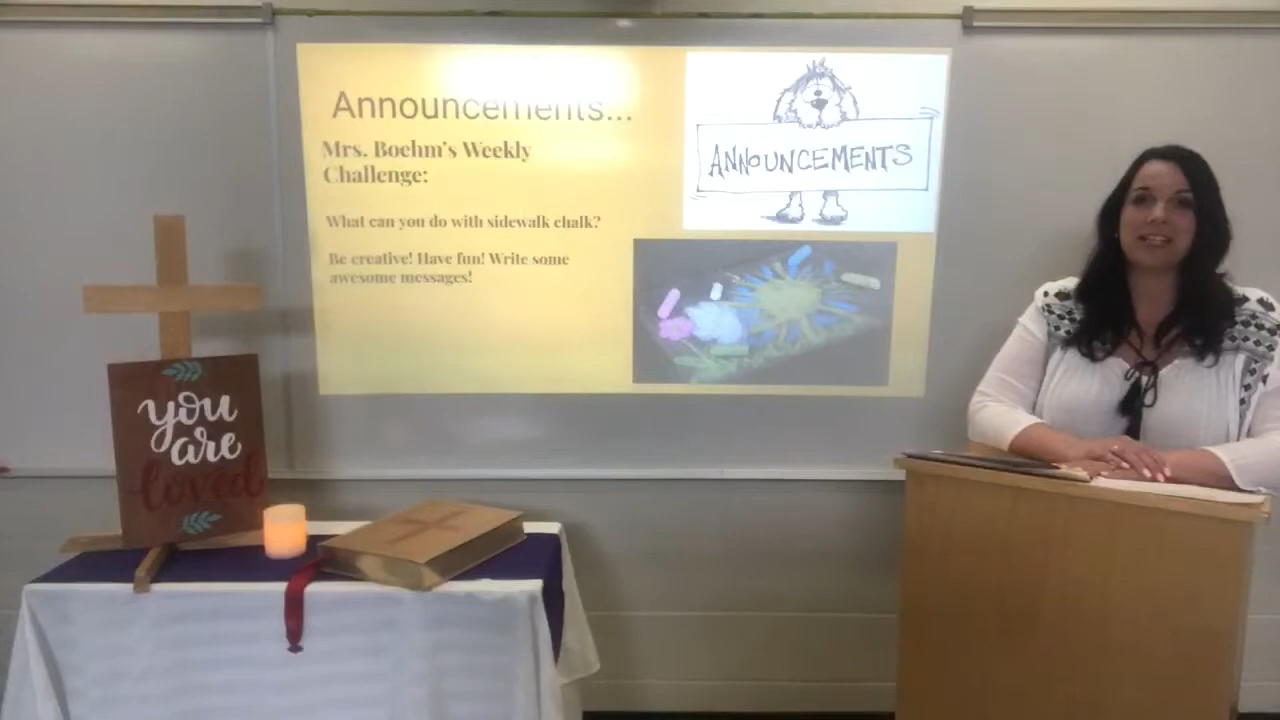 Announcements...
Mrs. Boehm's Weekly
Challenge:
What can you do with sidewalk chalk?
Be creative! Have fun! Write some
awesome messages!
ANNOUNCEMENTS
you
are
loved